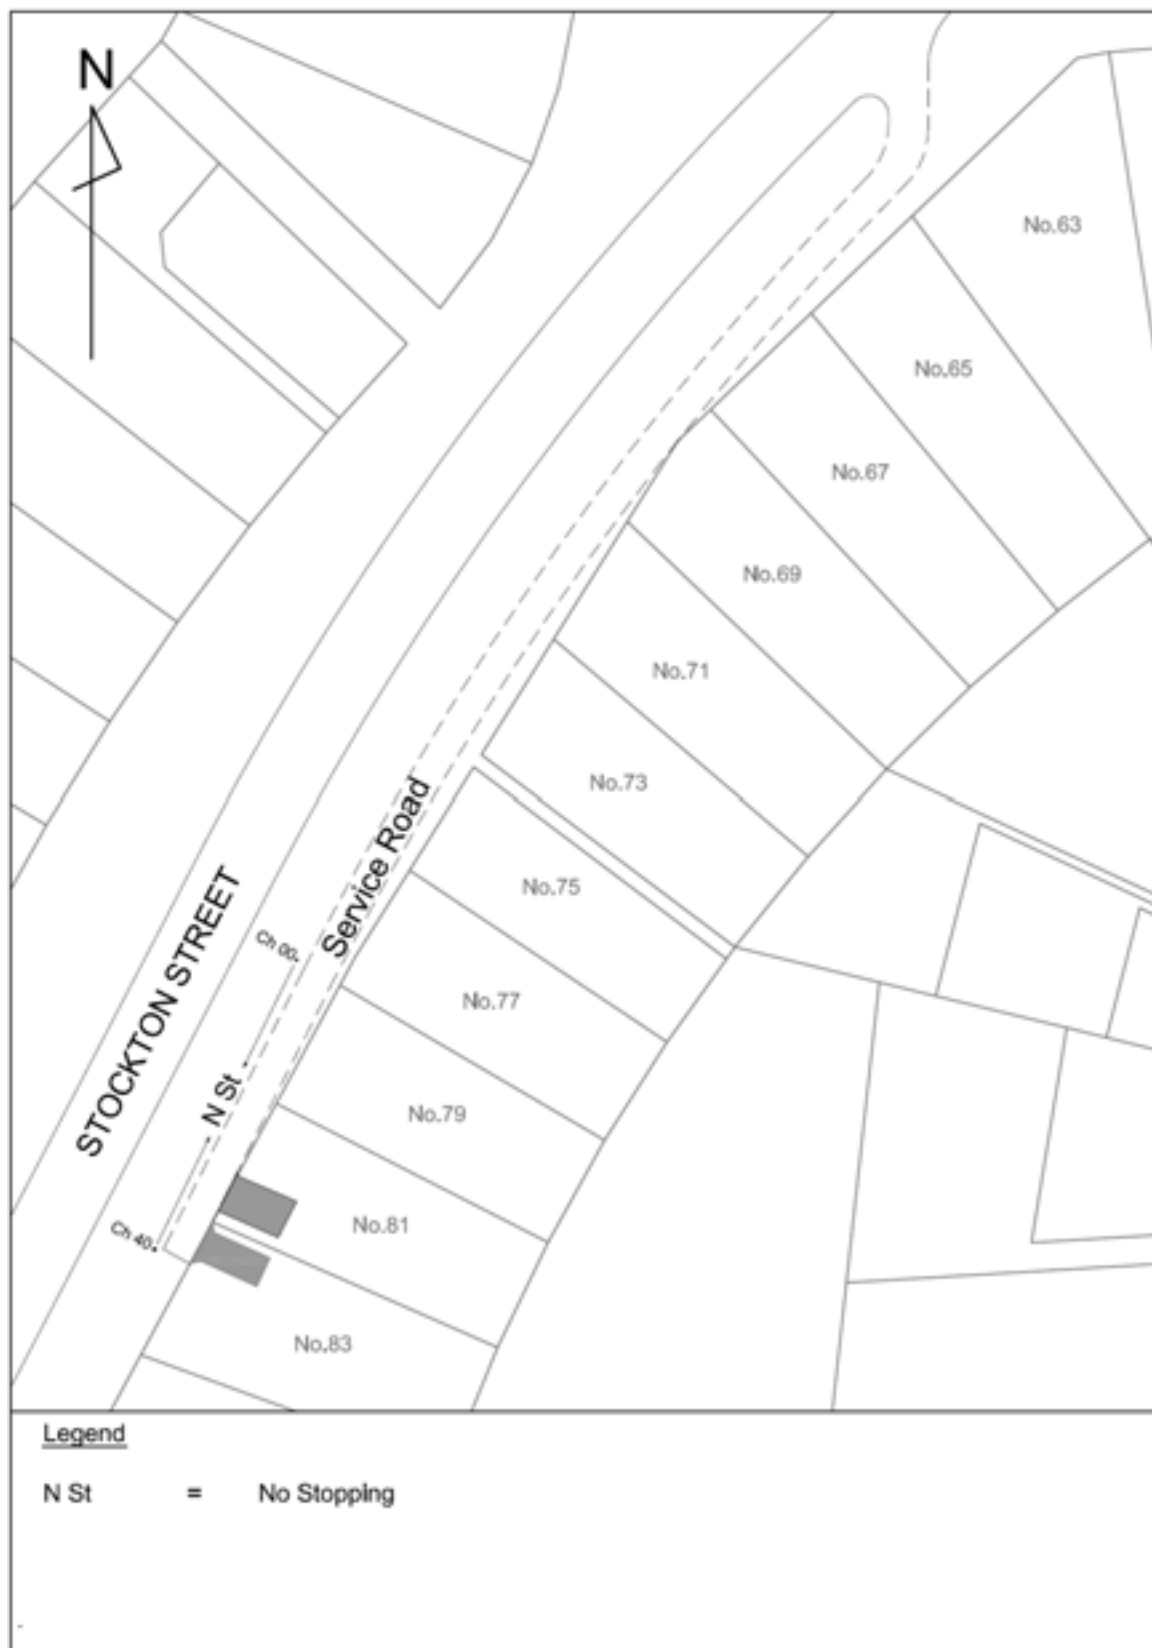 N
No.63
No.65
No.67
No.69
No.71
No.73
Service Road
No.75
STOCKTON STREET
Ch 00
No.77
N St
No.79
No.81
Ch 40
No.83
Legend
N St = No Stopping